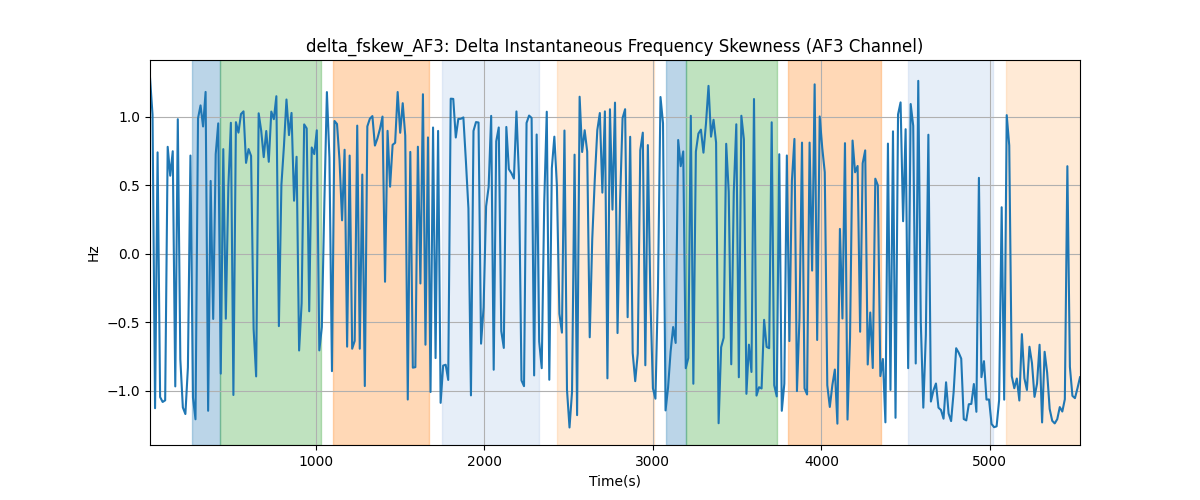 delta_fskew_AF3: Delta Instantaneous Frequency Skewness (AF3 Channel)
1.0
0.5
0.0
−0.5
−1.0
Hz
1000 2000 3000 4000 5000
Time(s)